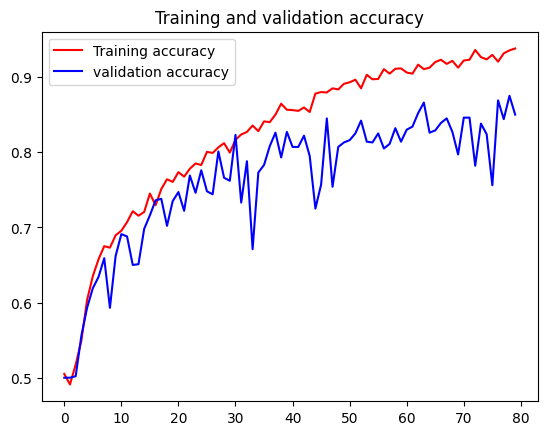 Training and validation accuracy
Training accuracy
validation accuracy
0.9
0.8
0.7
0.6
0.5
0 10 20 30 40 50 60 70 80